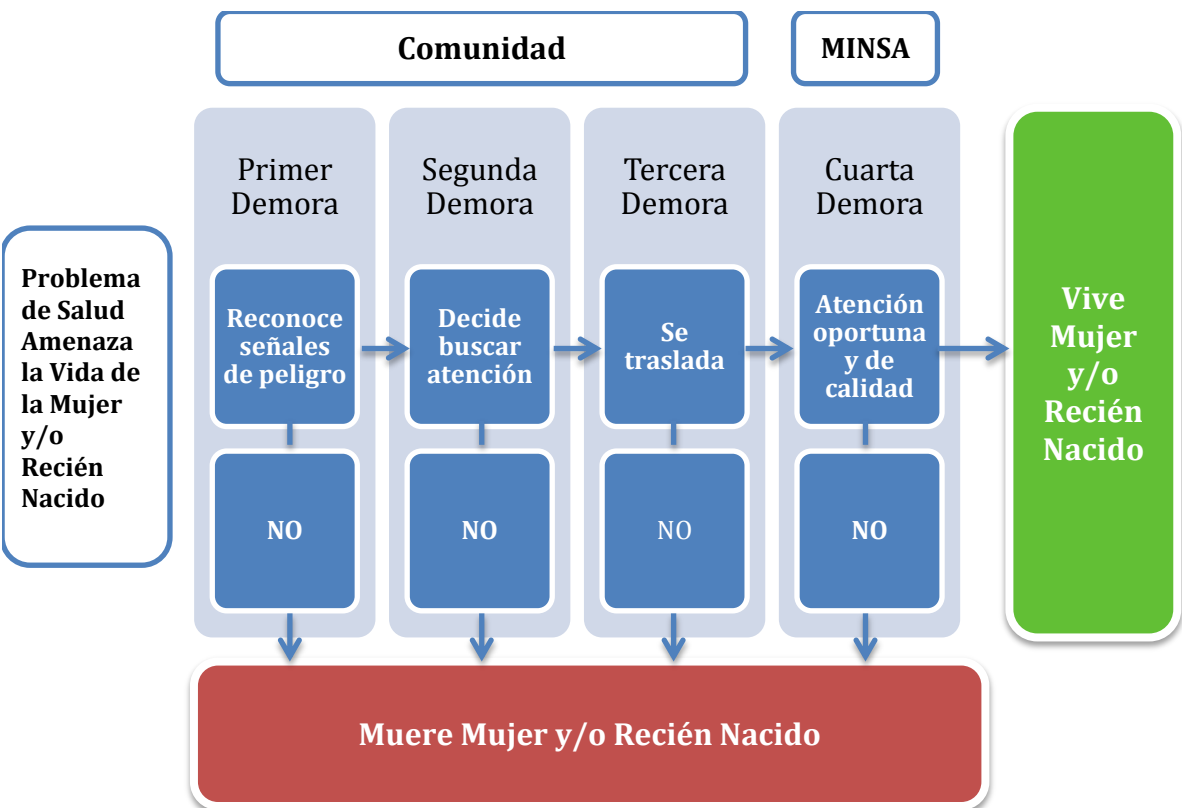 Comunidad
MINSA
Primer
Demora
Segunda
Demora
Tercera
Demora
Cuarta
Demora
Problema
de Salud
Amenaza
la Vida de
la Mujer
y/o
Recién
Nacido
Reconoce
señales
de peligro
Decide
buscar
atención
Se
traslada
Atención
oportuna
y de
calidad
Vive
Mujer
y/o
Recién
Nacido
NO
NO
NO
NO
Muere Mujer y/o Recién Nacido